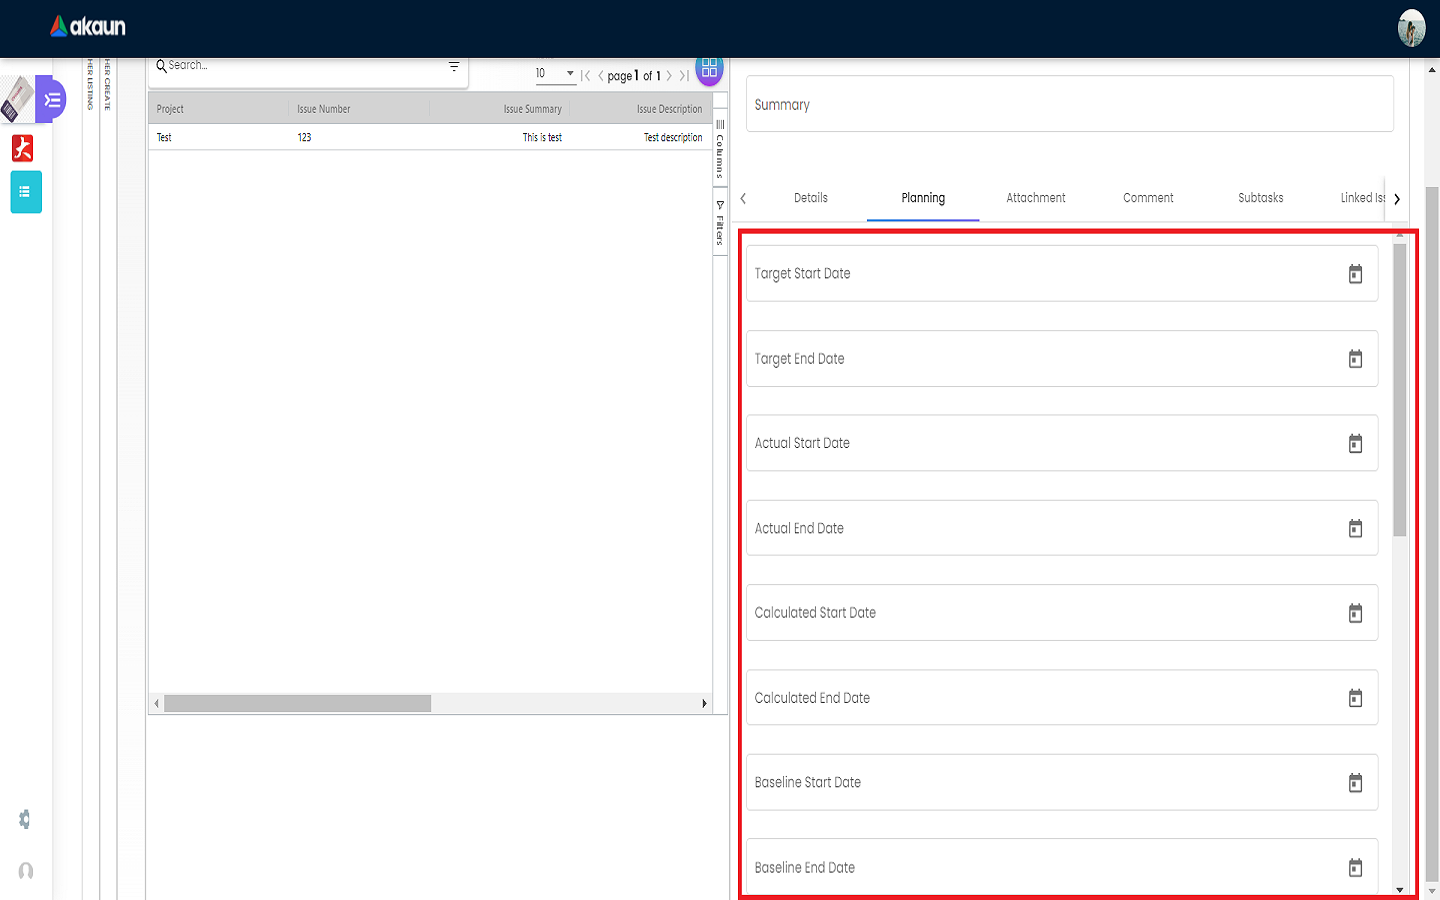 akaun
HER LISTING
HER CREATE
Search...
10
page 1 of 1
Project
Issue Number
Issue Summary
Issue Description
Test
123
This is test
Test description
Columns
Filters
Summary
Details
Planning
Attachment
Comment
Subtasks
Linked Iss
Target Start Date
Target End Date
Actual Start Date
Actual End Date
Calculated Start Date
Calculated End Date
Baseline Start Date
Baseline End Date